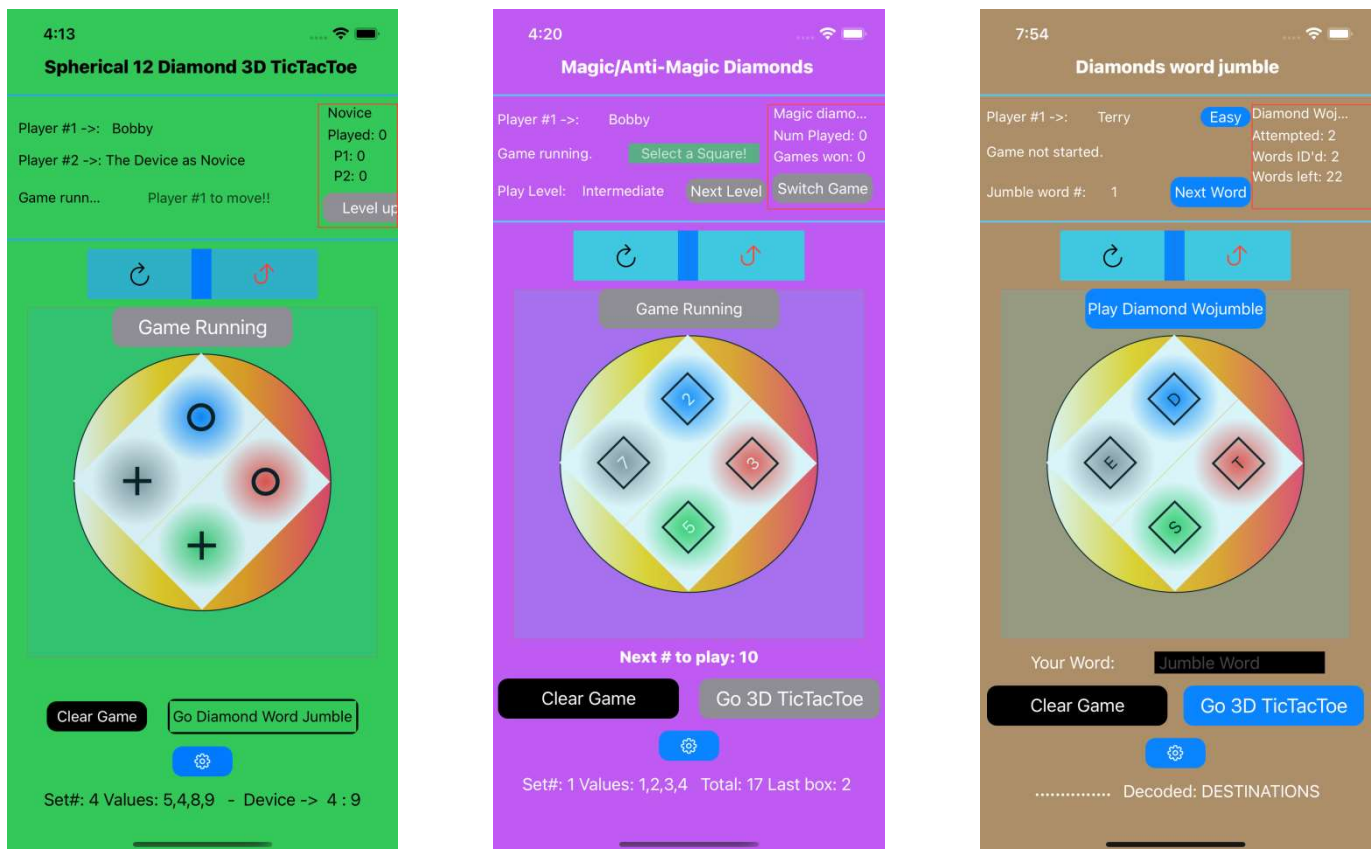 4:13
Spherical 12 Diamond 3D TicTacToe
Novice
Player #1 ->: Bobby
Played: 0
Player #2 ->: The Device as Novice
P1: 0
P2: 0
Game runn... Player #1 to move!!
Level up
Game Running
Clear Game
Go Diamond Word Jumble
Set#: 4 Values: 5,4,8,9 - Device -> 4 : 9
4:20
Magic/Anti-Magic Diamonds
Magic diamo...
Player #1 ->: Bobby
Num Played: 0
Game running. Select a Square!
Games won: 0
Play Level: Intermediate Next Level
Switch Game
Game Running
2
7 3
5
Next # to play: 10
Clear Game
Go 3D TicTacToe
Set#: 1 Values: 1,2,3,4 Total: 17 Last box: 2
7:54
Diamonds word jumble
Player #1 ->: Terry Easy
Diamond Woj...
Attempted: 2
Game not started.
Words ID'd: 2
Words left: 22
Jumble word #: 1 Next Word
Play Diamond Wojumble
D
E T
S
Your Word: Jumble Word
Clear Game
Go 3D TicTacToe
............... Decoded: DESTINATIONS